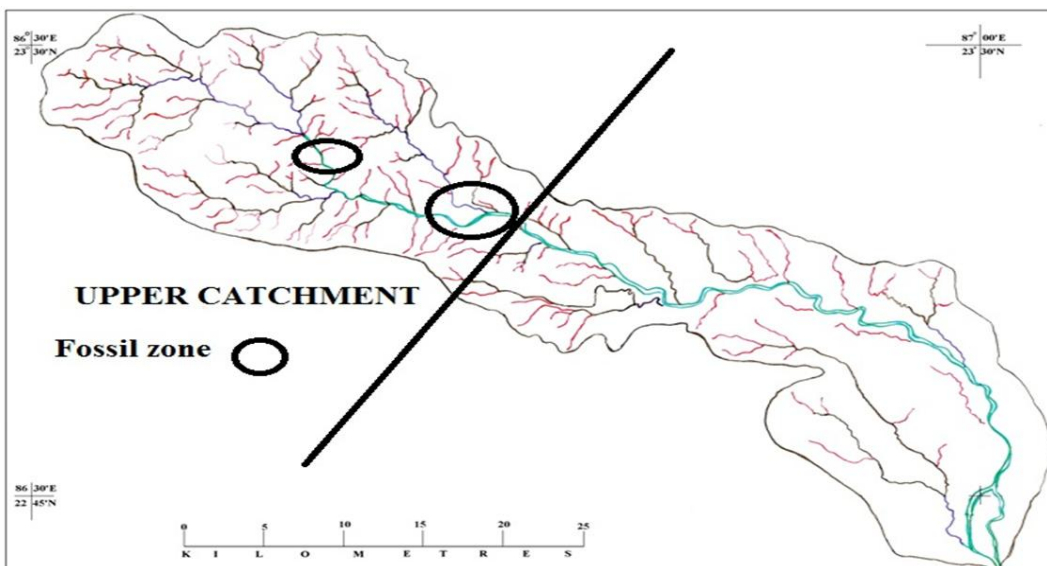 86° 30'E
23° 30'N
87° 00'E
23° 30'N
UPPER CATCHMENT
Fossil zone
86 30'E
22 45'N
0 5 10 15 20 25
K I L O M E T R E S